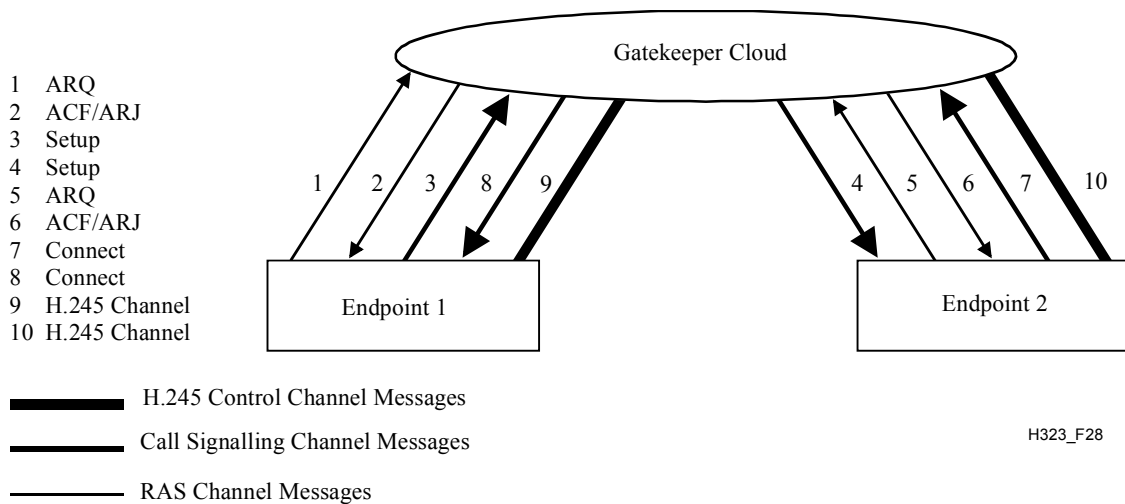 Gatekeeper Cloud
1 ARQ
2 ACF/ARJ
3 Setup
4 Setup
5 ARQ
6 ACF/ARJ
7 Connect
8 Connect
9 H.245 Channel
10 H.245 Channel
1 2 3 8 9 4 5 6 7 10
Endpoint 1
Endpoint 2
H.245 Control Channel Messages
Call Signalling Channel Messages
H323_F28
RAS Channel Messages